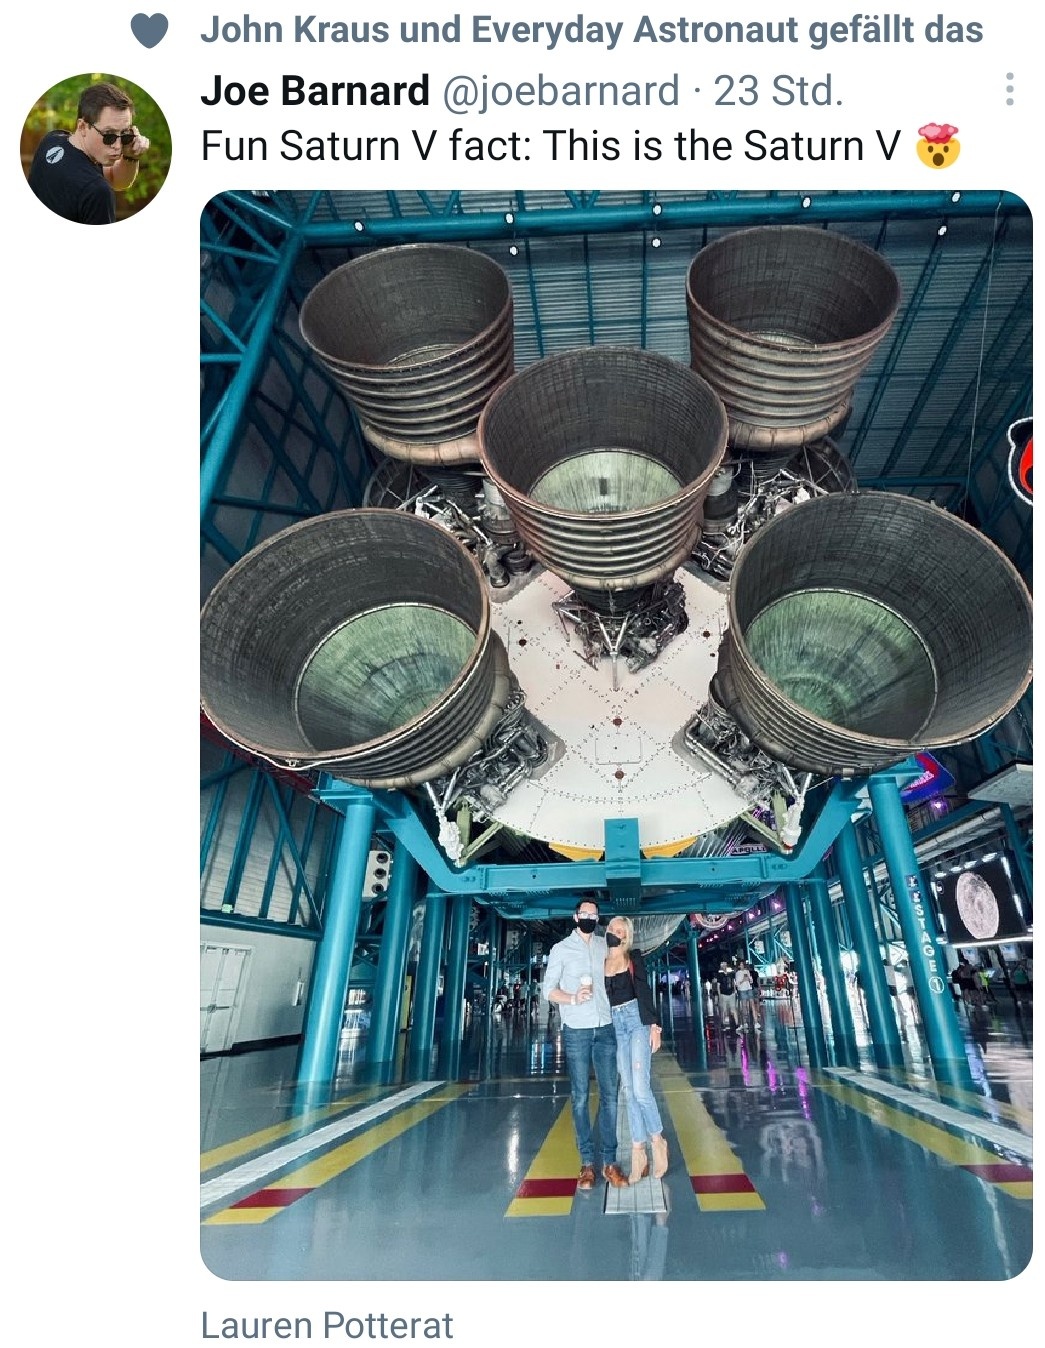 John Kraus und Everyday Astronaut gefällt das
Joe Barnard @joebarnard · 23 Std.
Fun Saturn V fact: This is the Saturn V 🤯
APOLLO
STAGE 1
Lauren Potterat